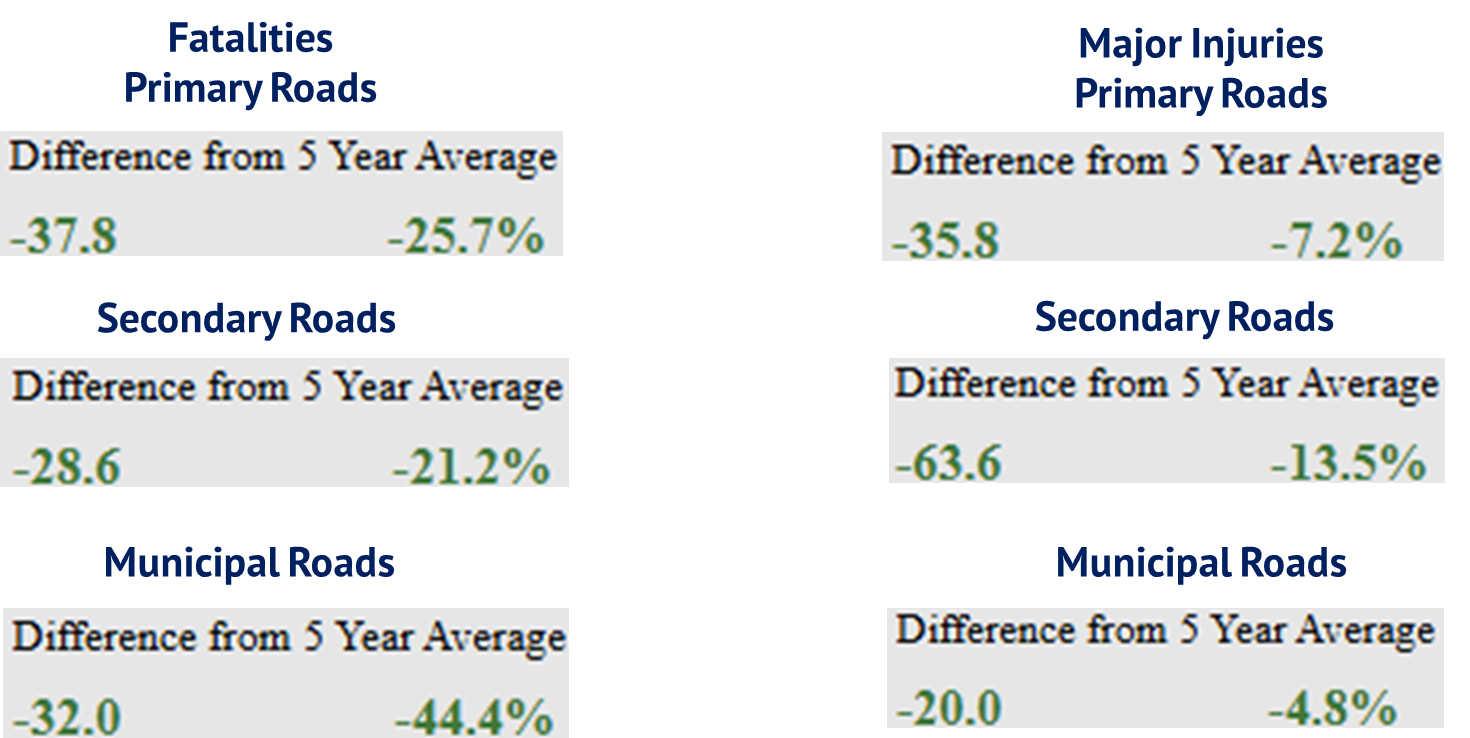 Fatalities
Primary Roads
Difference from 5 Year Average
-37.8 -25.7%
Secondary Roads
Difference from 5 Year Average
-28.6 -21.2%
Municipal Roads
Difference from 5 Year Average
-32.0 -44.4%
Major Injuries
Primary Roads
Difference from 5 Year Average
-35.8 -7.2%
Secondary Roads
Difference from 5 Year Average
-63.6 -13.5%
Municipal Roads
Difference from 5 Year Average
-20.0 -4.8%